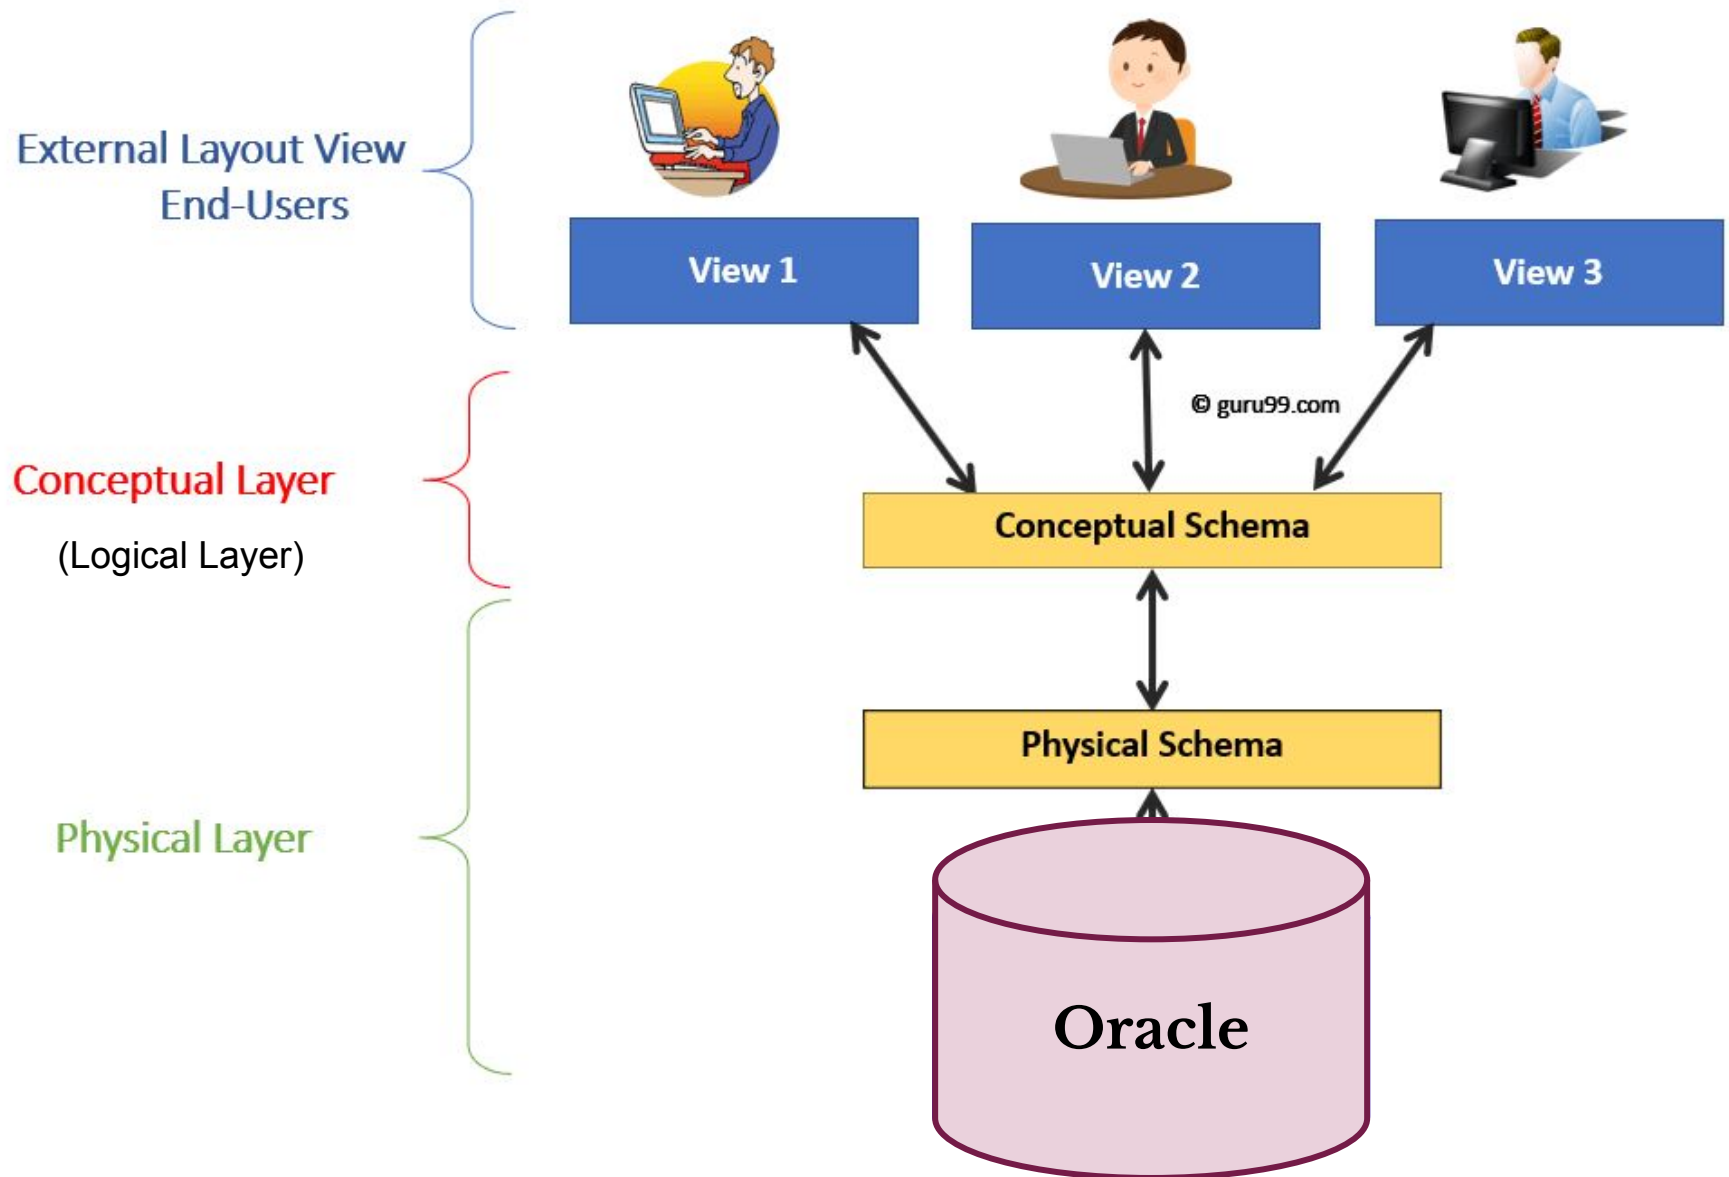 External Layout View
End-Users
View 1
View 2
View 3
© guru99.com
Conceptual Layer
(Logical Layer)
Conceptual Schema
Physical Schema
Physical Layer
Oracle